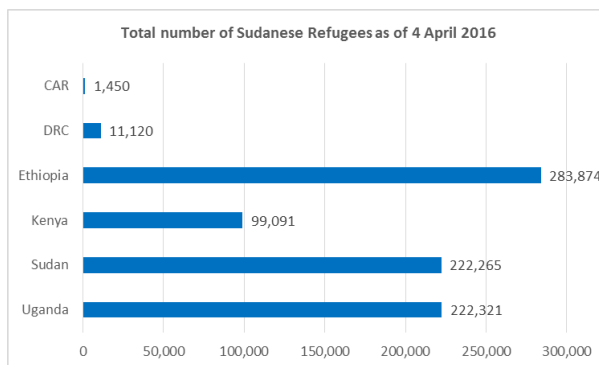 Total number of Sudanese Refugees as of 4 April 2016
CAR 1,450
DRC 11,120
Ethiopia 283,874
Kenya 99,091
Sudan 222,265
Uganda 222,321
0 50,000 100,000 150,000 200,000 250,000 300,000